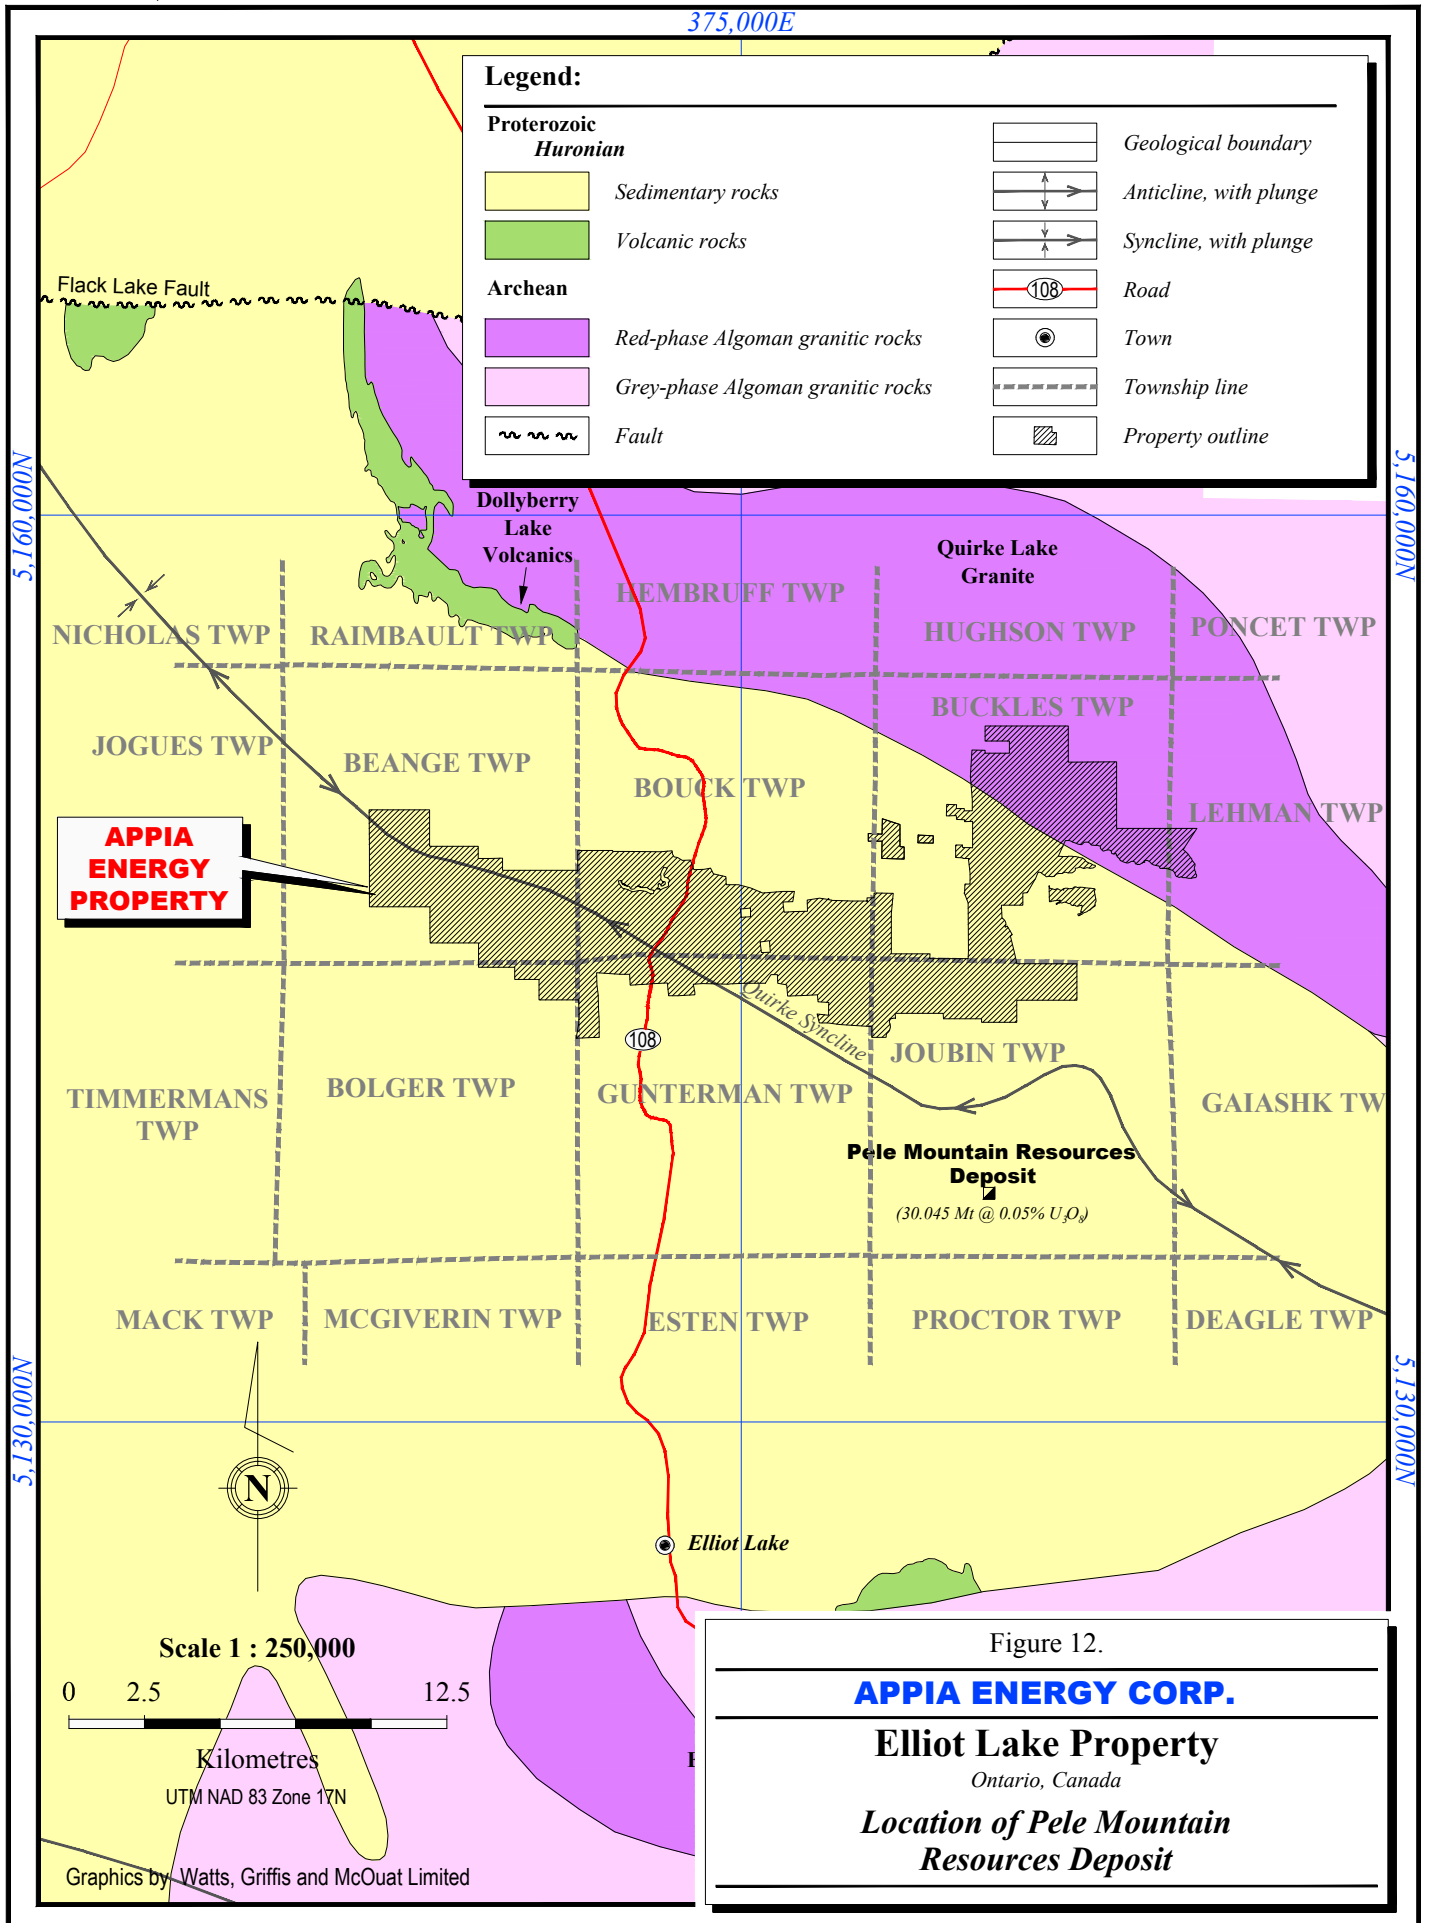 375,000E
Legend:
Proterozoic
Huronian
Sedimentary rocks
Volcanic rocks
Archean
Red-phase Algoman granitic rocks
Grey-phase Algoman granitic rocks
Fault
Geological boundary
Anticline, with plunge
Syncline, with plunge
108
Road
Town
Township line
Property outline
Flack Lake Fault
5,160,000N
5,160,000N
Dollyberry
Lake
Volcanics
Quirke Lake
Granite
HEMBRUFF TWP
NICHOLAS TWP
RAIMBAULT TWP
HUGHSON TWP
PONCET TWP
BUCKLES TWP
JOGUES TWP
BEANGE TWP
BOUCK TWP
LEHMAN TWP
APPIA
ENERGY
PROPERTY
Quirke Syncline
108
JOUBIN TWP
TIMMERMANS
TWP
BOLGER TWP
GUNTERMAN TWP
GAIASHK TW
Pele Mountain Resources
Deposit
(30.045 Mt @ 0.05% U3O8)
MACK TWP
MCGIVERIN TWP
ESTEN TWP
PROCTOR TWP
DEAGLE TWP
5,130,000N
5,130,000N
N
Elliot Lake
Scale 1 : 250,000
0 2.5 12.5
Kilometres
UTM NAD 83 Zone 17N
Graphics by Watts, Griffis and McOuat Limited
Figure 12.
APPIA ENERGY CORP.
Elliot Lake Property
Ontario, Canada
Location of Pele Mountain
Resources Deposit